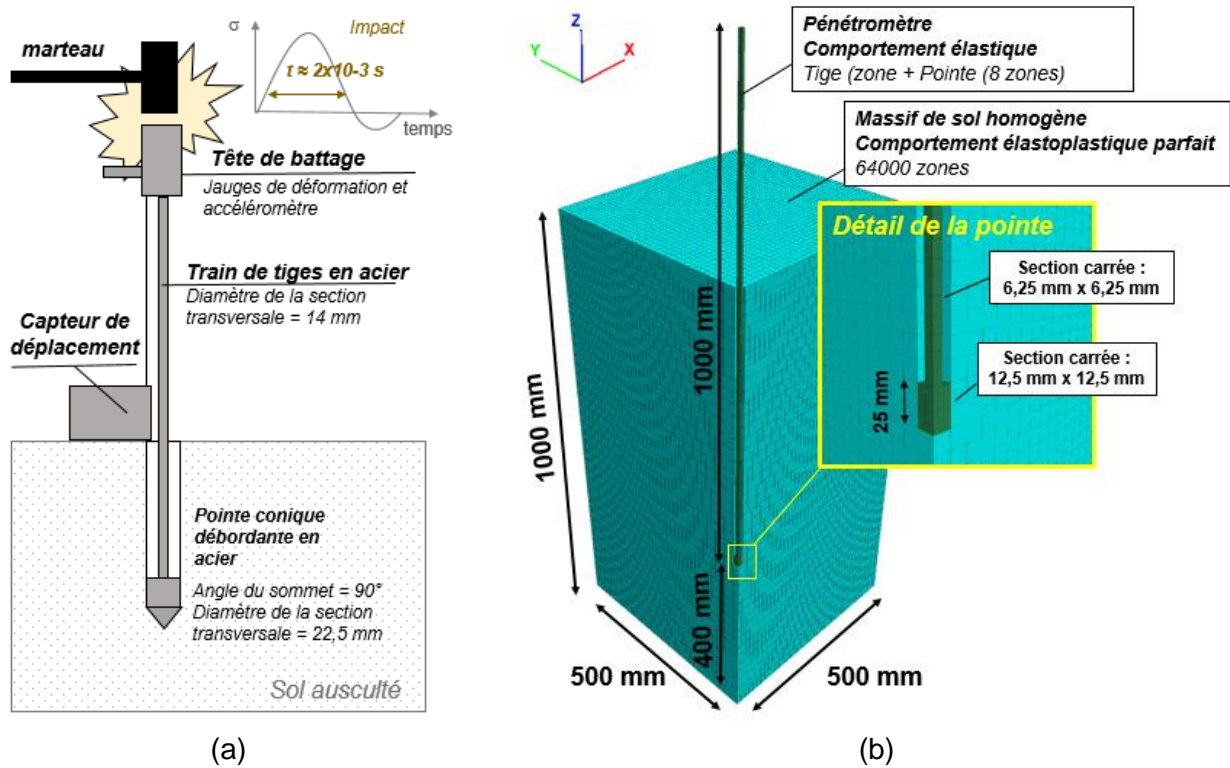 marteau
σ
Impact
t ≈ 2x10-3 s
temps
Tête de battage
Jauges de déformation et
accéléromètre
Train de tiges en acier
Diamètre de la section
transversale = 14 mm
Capteur de
déplacement
Pointe conique
débordante en
acier
Angle du sommet = 90°
Diamètre de la section
transversale = 22,5 mm
Sol ausculté
(a)
Z
Y
X
Pénétromètre
Comportement élastique
Tige (zone + Pointe (8 zones)
Massif de sol homogène
Comportement élastoplastique parfait
64000 zones
Détail de la pointe
Section carrée :
6,25 mm x 6,25 mm
Section carrée :
12,5 mm x 12,5 mm
25 mm
1000 mm
1000 mm
400 mm
500 mm
500 mm
(b)